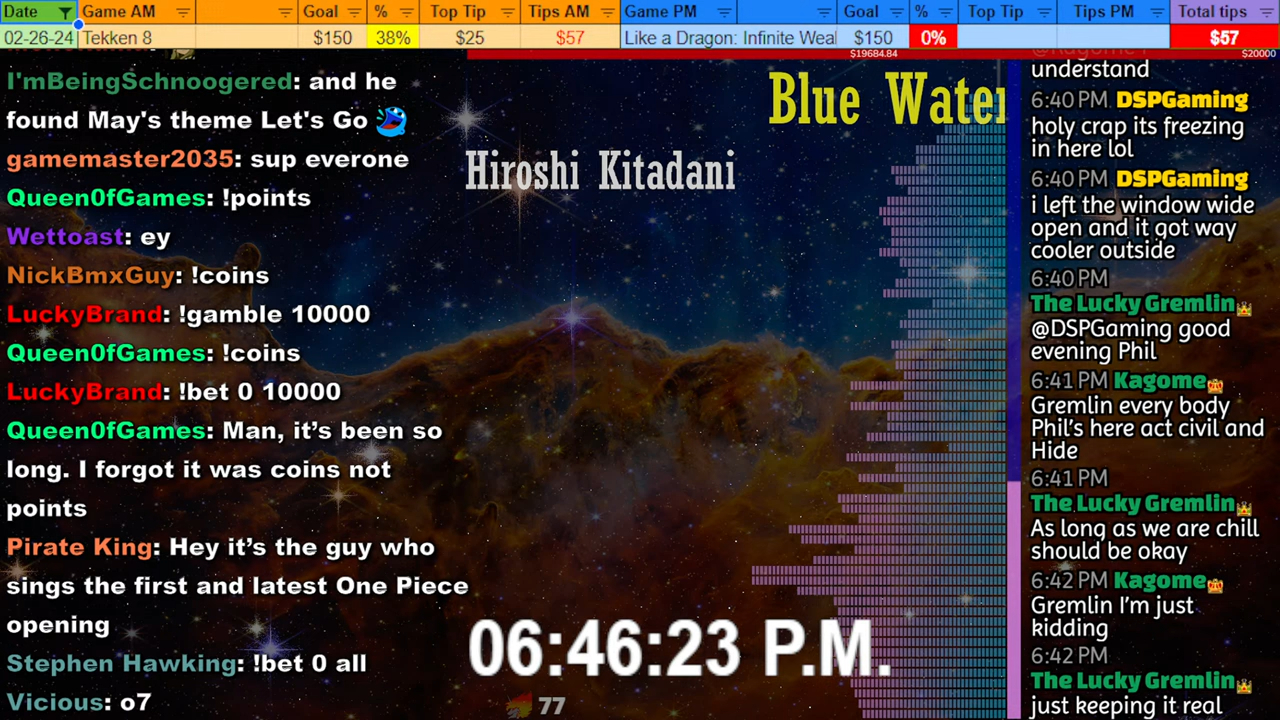 Date Game AM Goal % Top Tip Tips AM Game PM Goal % Top Tip Tips PM Total tips
02-26-24 Tekken 8 $150 38% $25 $57 Like a Dragon: Infinite Weal $150 0% $57
$19684.84 $20000
I'mBeingSchnoogered: and he
found May's theme Let's Go
gamemaster2035: sup everone
Queen0fGames: !points
Wettoast: ey
NickBmxGuy: !coins
LuckyBrand: !gamble 10000
Queen0fGames: !coins
LuckyBrand: !bet 0 10000
Queen0fGames: Man, it's been so
long. I forgot it was coins not
points
Pirate King: Hey it's the guy who
sings the first and latest One Piece
opening
Stephen Hawking: !bet 0 all
Vicious: o7
Blue Water
Hiroshi Kitadani
06:46:23 P.M.
77
understand
6:40 PM DSPGaming
holy crap its freezing
in here lol
6:40 PM DSPGaming
i left the window wide
open and it got way
cooler outside
6:40 PM
The Lucky Gremlin
@DSPGaming good
evening Phil
6:41 PM Kagome
Gremlin every body
Phil's here act civil and
Hide
6:41 PM
The Lucky Gremlin
As long as we are chill
should be okay
6:42 PM Kagome
Gremlin I'm just
kidding
6:42 PM
The Lucky Gremlin
just keeping it real